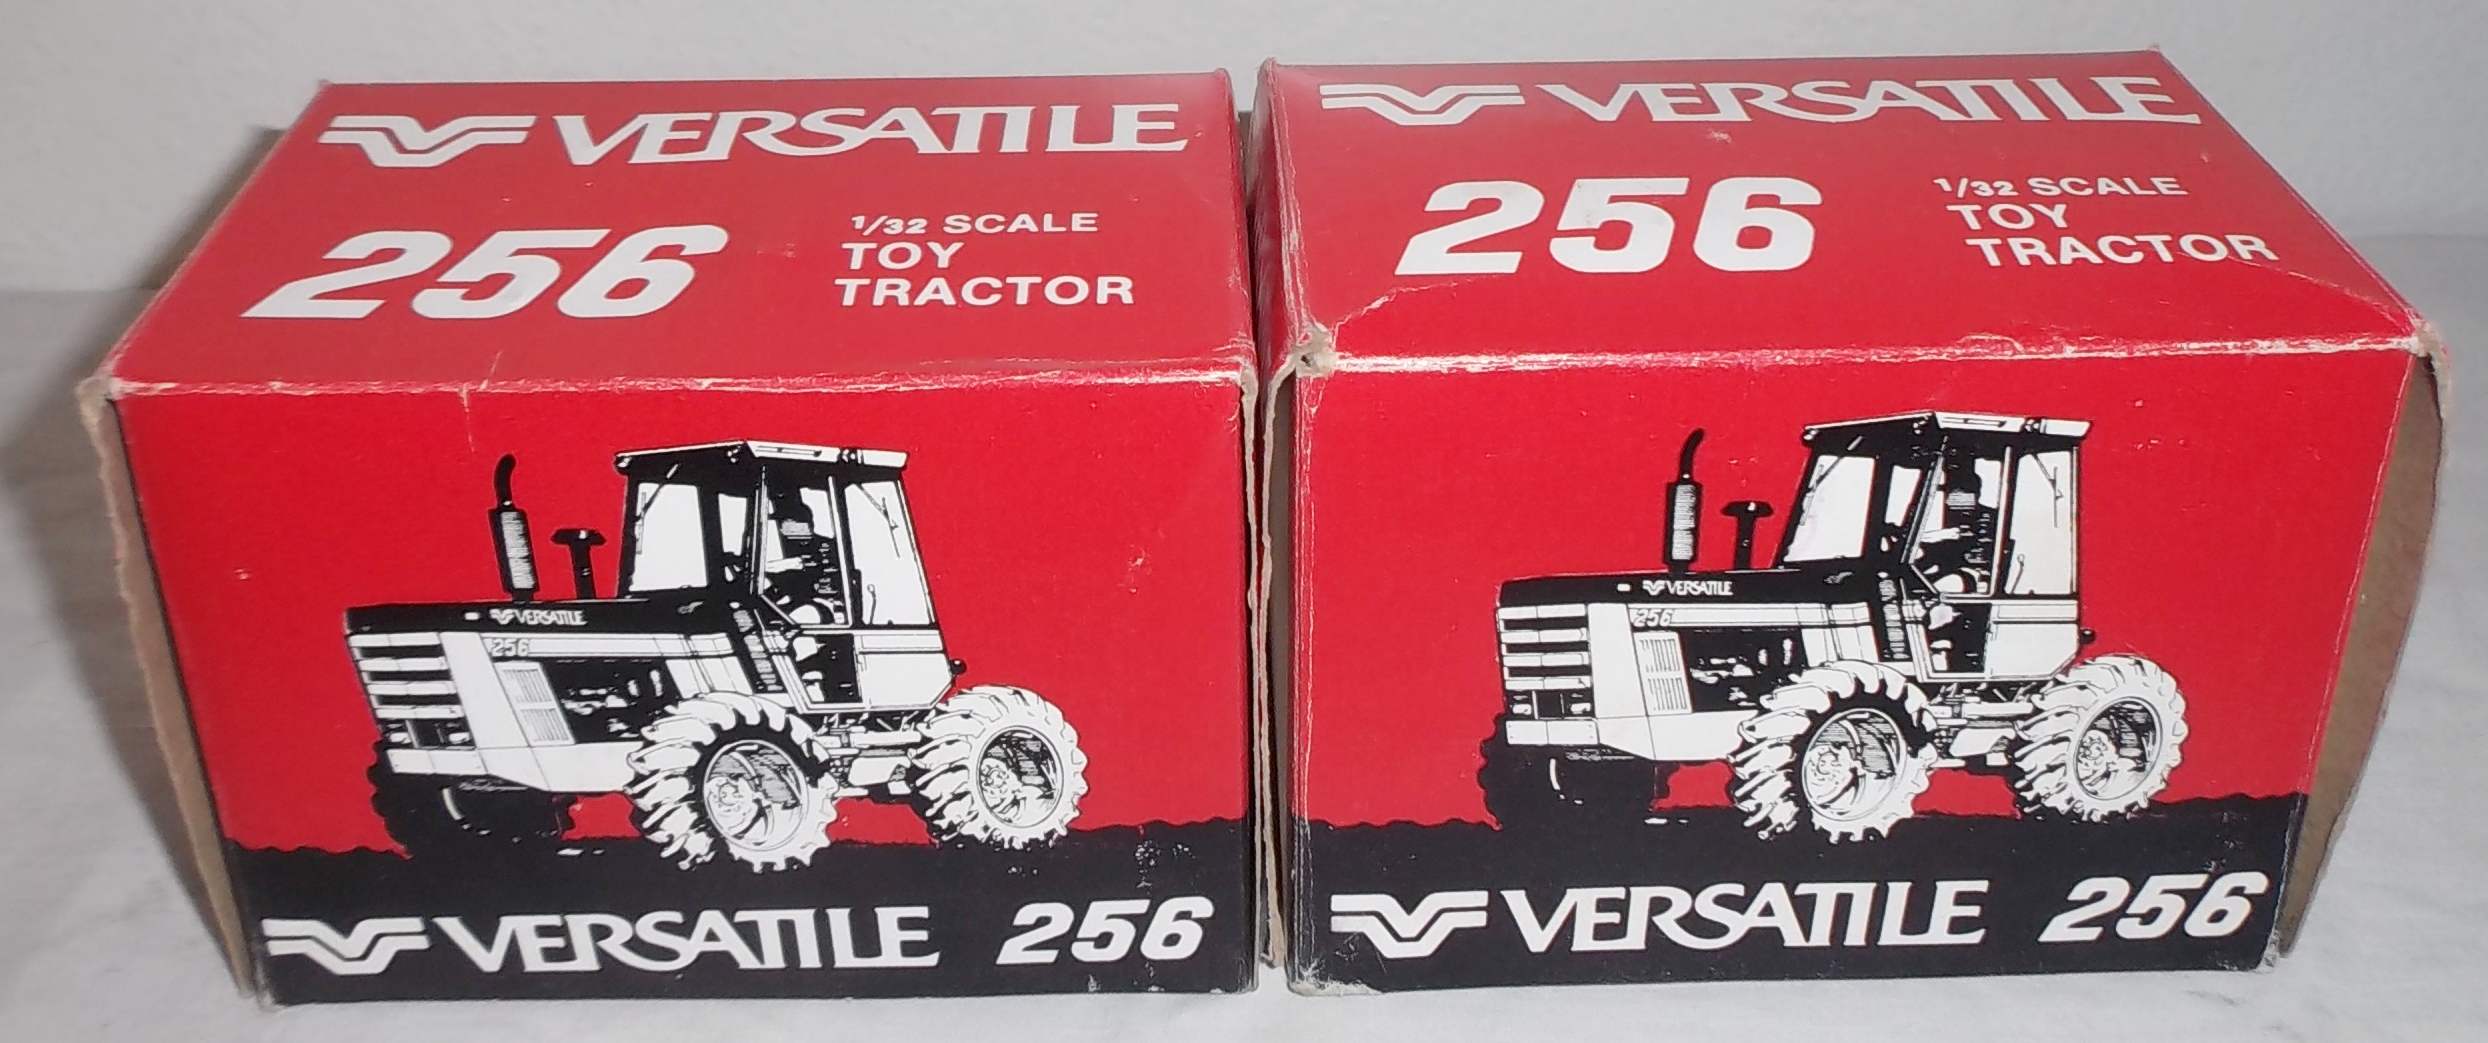 VERSATILE
256
1/32 SCALE
TOY
TRACTOR
VERSATILE
256
VERSATILE 256
VERSATILE
256
1/32 SCALE
TOY
TRACTOR
VERSATILE
256
VERSATILE 256